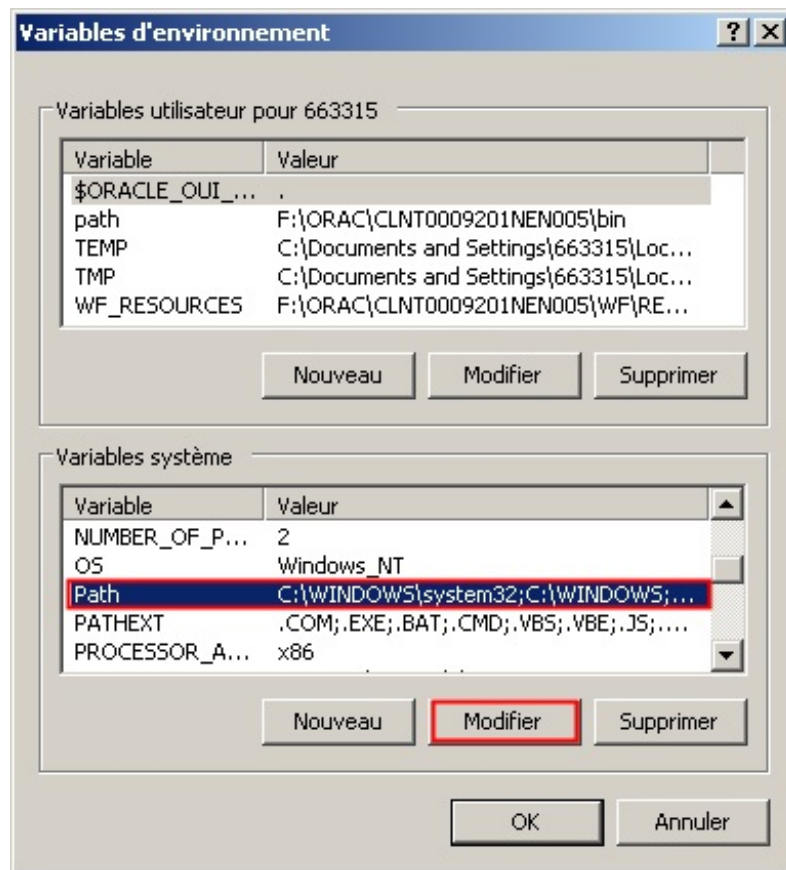 Variables d'environnement
Variables utilisateur pour 663315
Variable Valeur
$ORACLE_OUI_... .
path F:\ORAC\CLNT0009201NEN005\bin
TEMP C:\Documents and Settings\663315\Loc...
TMP C:\Documents and Settings\663315\Loc...
WF_RESOURCES F:\ORAC\CLNT0009201NEN005\WF\RE...
Nouveau Modifier Supprimer
Variables système
Variable Valeur
NUMBER_OF_P... 2
OS Windows_NT
Path C:\WINDOWS\system32;C:\WINDOWS;...
PATHEXT .COM;.EXE;.BAT;.CMD;.VBS;.VBE;.JS;....
PROCESSOR_A... x86
Nouveau Modifier Supprimer
OK Annuler